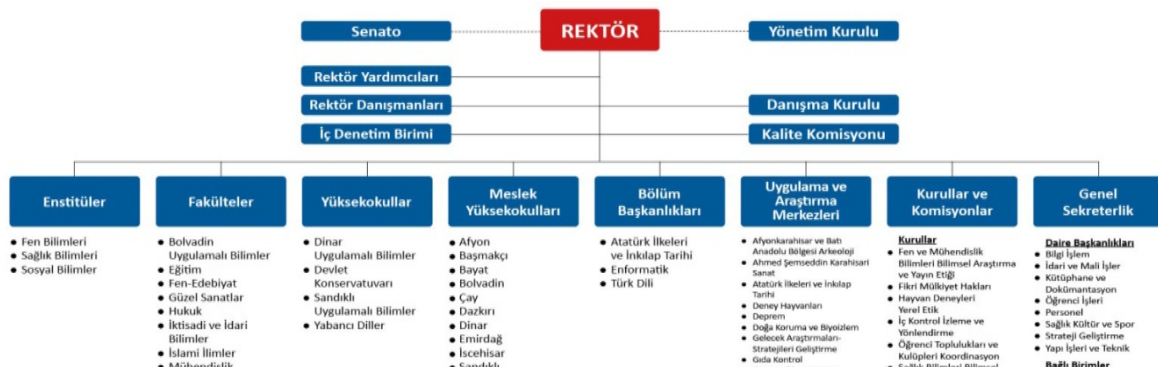 REKTÖR
Senato
Yönetim Kurulu
Rektör Yardımcıları
Rektör Danışmanları
Danışma Kurulu
İç Denetim Birimi
Kalite Komisyonu
Enstitüler
• Fen Bilimleri
• Sağlık Bilimleri
• Sosyal Bilimler
Fakülteler
• Bolvadin
Uygulamalı Bilimler
• Eğitim
• Fen-Edebiyat
• Güzel Sanatlar
• Hukuk
• İktisadi ve İdari
Bilimler
• İslami İlimler
• Mühendislik
Yüksekokullar
• Dinar
Uygulamalı Bilimler
• Devlet
Konservatuvarı
• Sandıklı
Uygulamalı Bilimler
• Yabancı Diller
Meslek
Yüksekokulları
• Afyon
• Başmakçı
• Bayat
• Bolvadin
• Çay
• Dazkırı
• Dinar
• Emirdağ
• İscehisar
• Sandıklı
Bölüm
Başkanlıkları
• Atatürk İlkeleri
ve İnkılap Tarihi
• Enformatik
• Türk Dili
Uygulama ve
Araştırma
Merkezleri
• Afyonkarahisar ve Batı
Anadolu Bölgesi Arkeoloji
• Ahmed Şemseddin Karahisari
Sanat
• Atatürk İlkeleri ve İnkılap
Tarihi
• Deney Hayvanları
• Deprem
• Doğa Koruma ve Biyoizlem
• Gelecek Araştırmaları-
Stratejileri Geliştirme
• Gıda Kontrol
Kurullar ve
Komisyonlar
Kurullar
• Fen ve Mühendislik
Bilimleri Bilimsel Araştırma
ve Yayın Etiği
• Fikri Mülkiyet Hakları
• Hayvan Deneyleri
Yerel Etik
• İç Kontrol İzleme ve
Yönlendirme
• Öğrenci Toplulukları ve
Kulüpleri Koordinasyon
• Sağlık Bilimleri Bilimsel
Genel
Sekreterlik
Daire Başkanlıkları
• Bilgi İşlem
• İdari ve Mali İşler
• Kütüphane ve
Dokümantasyon
• Öğrenci İşleri
• Personel
• Sağlık Kültür ve Spor
• Strateji Geliştirme
• Yapı İşleri ve Teknik
Bağlı Birimler